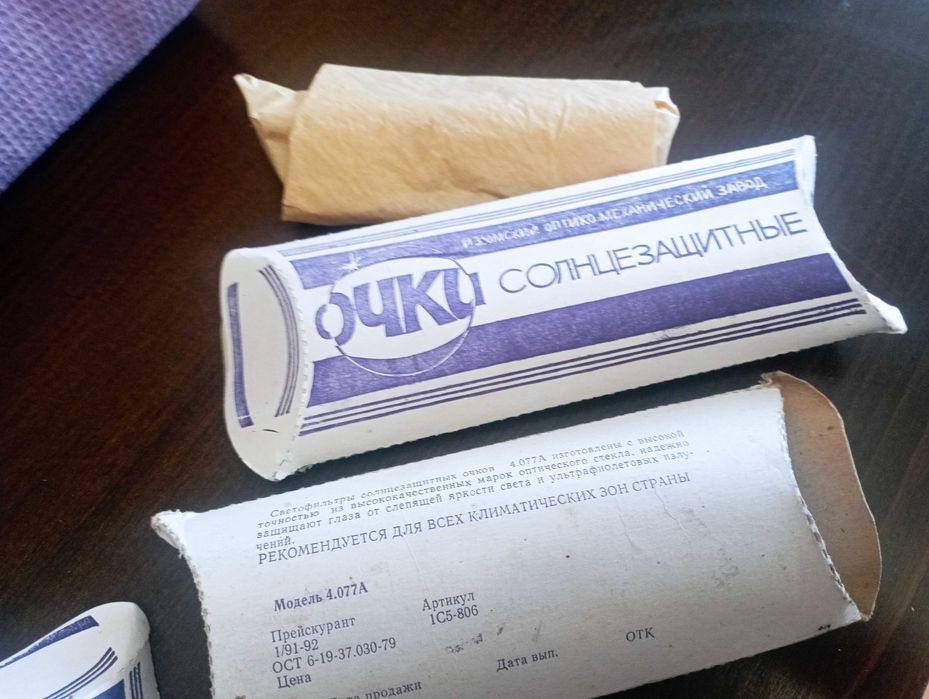 ИЗЮМСКИЙ ОПТИКО-МЕХАНИЧЕСКИЙ ЗАВОД
ОЧКИ СОЛНЦЕЗАЩИТНЫЕ
Светофильтры солнцезащитных очков 4.077А изготовлены с высокой
точностью из высококачественных марок оптического стекла, надежно
защищают глаза от слепящей яркости света и ультрафиолетовых излу-
чений.
РЕКОМЕНДУЕТСЯ ДЛЯ ВСЕХ КЛИМАТИЧЕСКИХ ЗОН СТРАНЫ
Модель 4.077А
Прейскурант Артикул
1/91-92 1С5-806
ОСТ 6-19-37.030-79
Цена Дата вып. ОТК
продажи